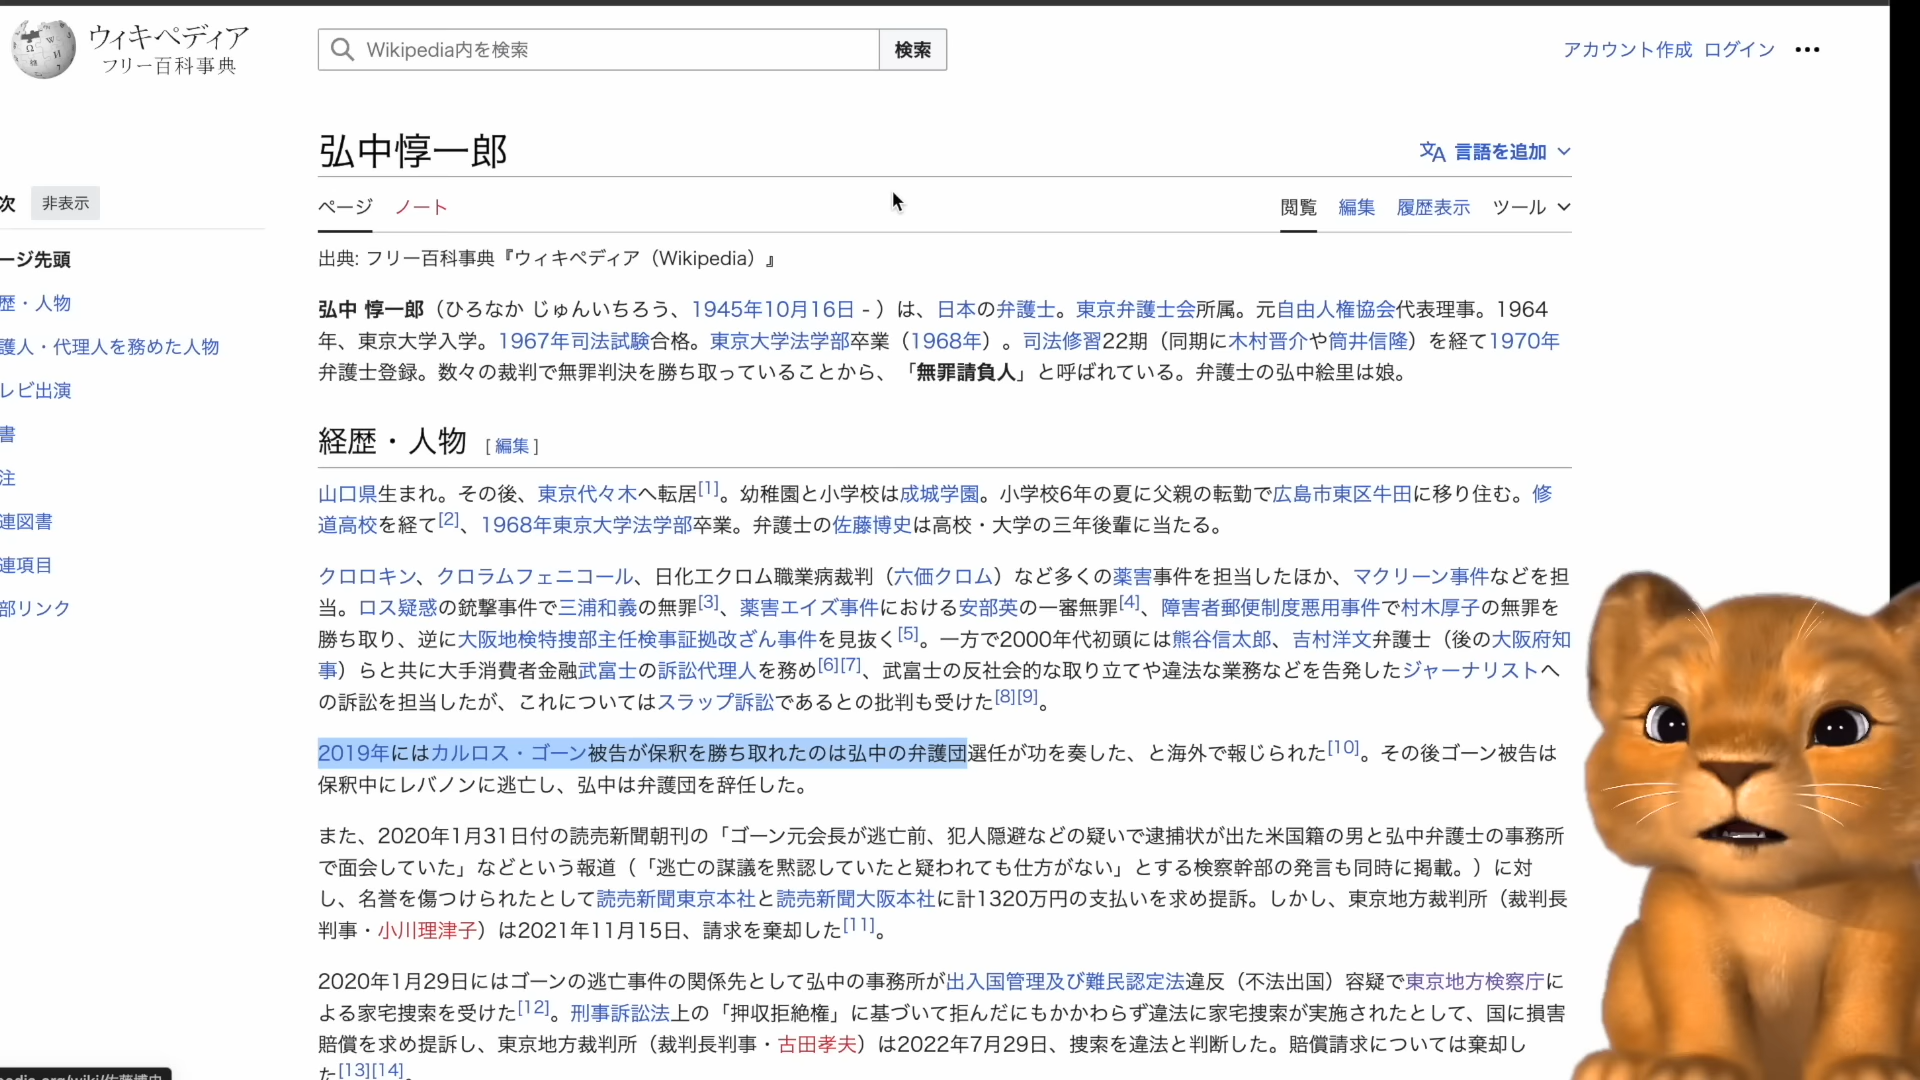 ウィキペディア
フリー百科事典
Wikipedia内を検索
検索
アカウント作成 ログイン
弘中惇一郎
言語を追加
次 非表示
ページ ノート
閲覧 編集 履歴表示 ツール
ージ先頭
歴・人物
護人・代理人を務めた人物
レビ出演
書
注
連図書
連項目
部リンク
出典: フリー百科事典『ウィキペディア（Wikipedia）』
弘中 惇一郎（ひろなか じゅんいちろう、1945年10月16日 - ）は、日本の弁護士。東京弁護士会所属。元自由人権協会代表理事。1964
年、東京大学入学。1967年司法試験合格。東京大学法学部卒業（1968年）。司法修習22期（同期に木村晋介や筒井信隆）を経て1970年
弁護士登録。数々の裁判で無罪判決を勝ち取っていることから、「無罪請負人」と呼ばれている。弁護士の弘中絵里は娘。
経歴・人物 [ 編集 ]
山口県生まれ。その後、東京代々木へ転居[1]。幼稚園と小学校は成城学園。小学校6年の夏に父親の転勤で広島市東区牛田に移り住む。修
道高校を経て[2]、1968年東京大学法学部卒業。弁護士の佐藤博史は高校・大学の三年後輩に当たる。
クロロキン、クロラムフェニコール、日化工クロム職業病裁判（六価クロム）など多くの薬害事件を担当したほか、マクリーン事件などを担
当。ロス疑惑の銃撃事件で三浦和義の無罪[3]、薬害エイズ事件における安部英の一審無罪[4]、障害者郵便制度悪用事件で村木厚子の無罪を
勝ち取り、逆に大阪地検特捜部主任検事証拠改ざん事件を見抜く[5]。一方で2000年代初頭には熊谷信太郎、吉村洋文弁護士（後の大阪府知
事）らと共に大手消費者金融武富士の訴訟代理人を務め[6][7]、武富士の反社会的な取り立てや違法な業務などを告発したジャーナリストへ
の訴訟を担当したが、これについてはスラップ訴訟であるとの批判も受けた[8][9]。
2019年にはカルロス・ゴーン被告が保釈を勝ち取れたのは弘中の弁護団選任が功を奏した、と海外で報じられた[10]。その後ゴーン被告は
保釈中にレバノンに逃亡し、弘中は弁護団を辞任した。
また、2020年1月31日付の読売新聞朝刊の「ゴーン元会長が逃亡前、犯人隠避などの疑いで逮捕状が出た米国籍の男と弘中弁護士の事務所
で面会していた」などという報道（「逃亡の謀議を黙認していたと疑われても仕方がない」とする検察幹部の発言も同時に掲載。）に対
し、名誉を傷つけられたとして読売新聞東京本社と読売新聞大阪本社に計1320万円の支払いを求め提訴。しかし、東京地方裁判所（裁判長
判事・小川理津子）は2021年11月15日、請求を棄却した[11]。
2020年1月29日にはゴーンの逃亡事件の関係先として弘中の事務所が出入国管理及び難民認定法違反（不法出国）容疑で東京地方検察庁に
よる家宅捜索を受けた[12]。刑事訴訟法上の「押収拒絶権」に基づいて拒んだにもかかわらず違法に家宅捜索が実施されたとして、国に損害
賠償を求め提訴し、東京地方裁判所（裁判長判事・古田孝夫）は2022年7月29日、捜索を違法と判断した。賠償請求については棄却し
た[13][14]。